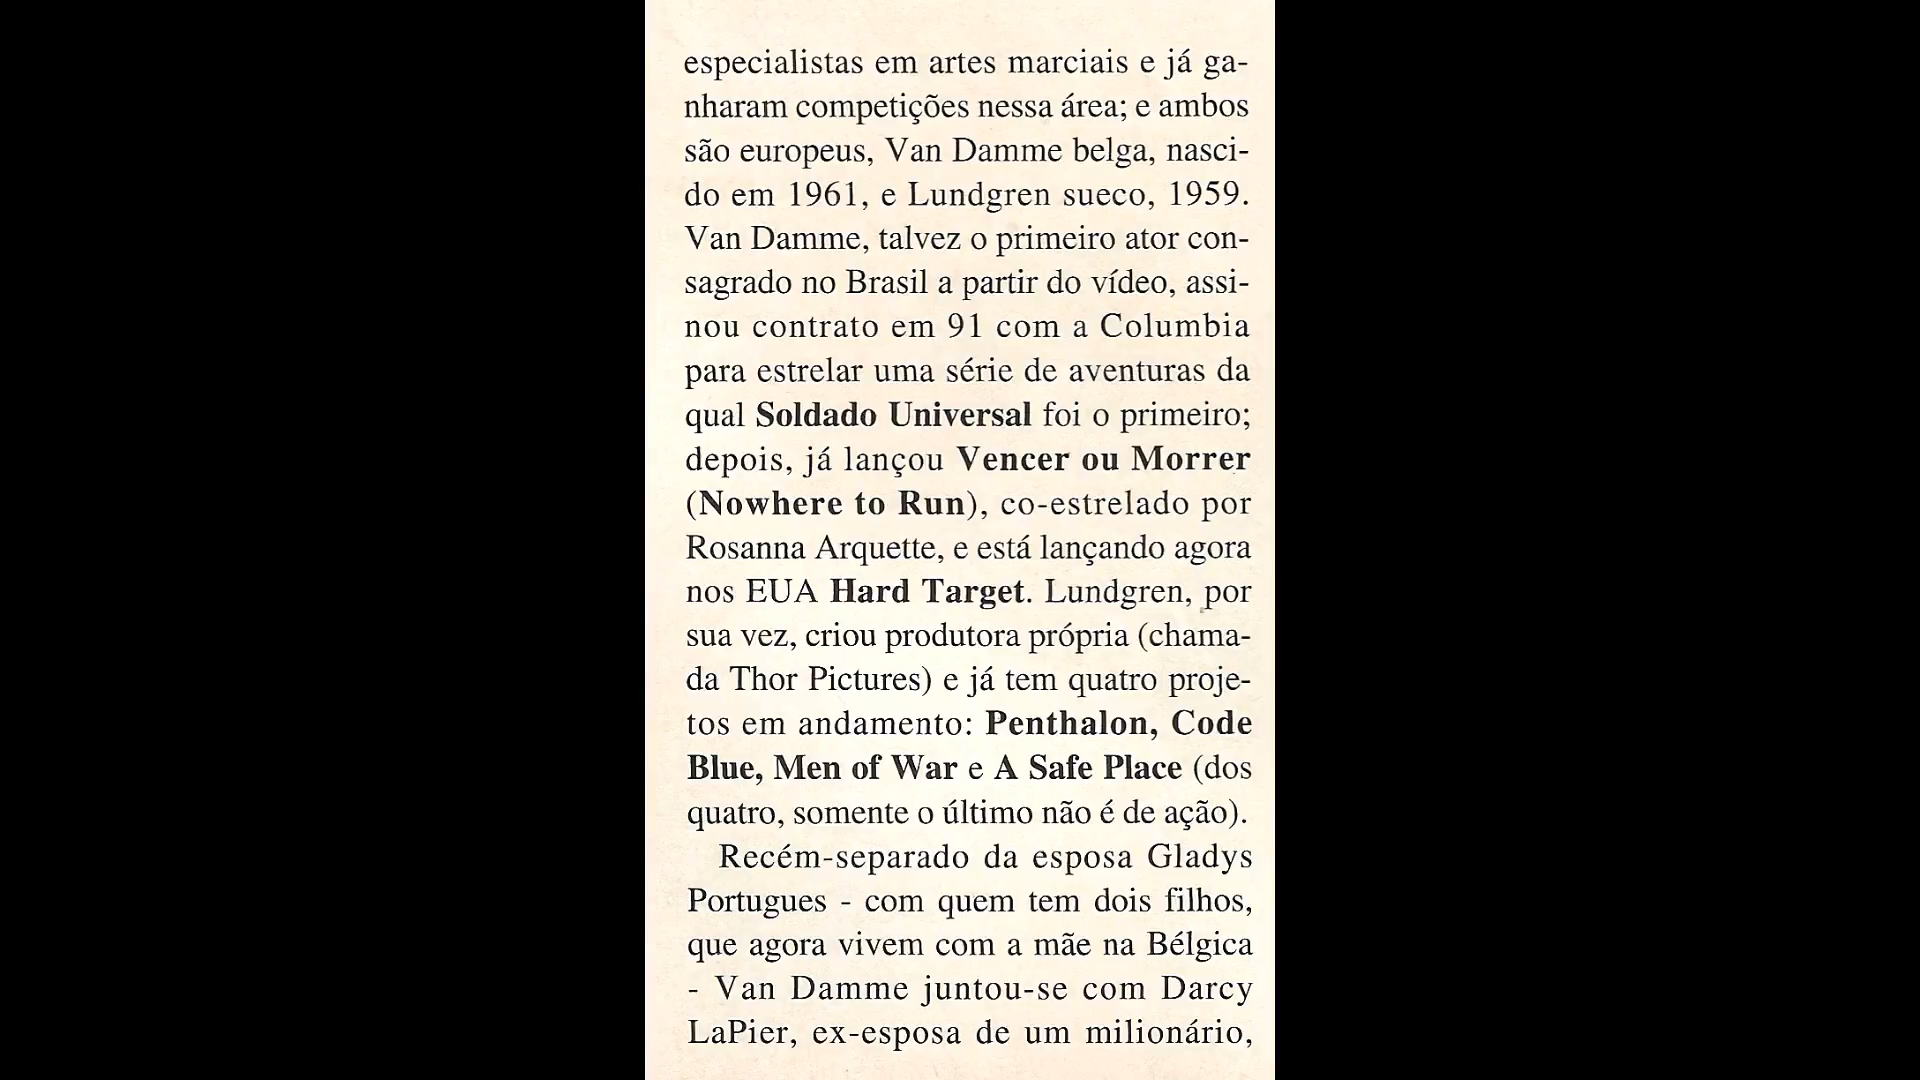 especialistas em artes marciais e já ga-
nharam competições nessa área; e ambos
são europeus, Van Damme belga, nasci-
do em 1961, e Lundgren sueco, 1959.
Van Damme, talvez o primeiro ator con-
sagrado no Brasil a partir do vídeo, assi-
nou contrato em 91 com a Columbia
para estrelar uma série de aventuras da
qual Soldado Universal foi o primeiro;
depois, já lançou Vencer ou Morrer
(Nowhere to Run), co-estrelado por
Rosanna Arquette, e está lançando agora
nos EUA Hard Target. Lundgren, por
sua vez, criou produtora própria (chama-
da Thor Pictures) e já tem quatro proje-
tos em andamento: Penthalon, Code
Blue, Men of War e A Safe Place (dos
quatro, somente o último não é de ação).
Recém-separado da esposa Gladys
Portugues - com quem tem dois filhos,
que agora vivem com a mãe na Bélgica
- Van Damme juntou-se com Darcy
LaPier, ex-esposa de um milionário,